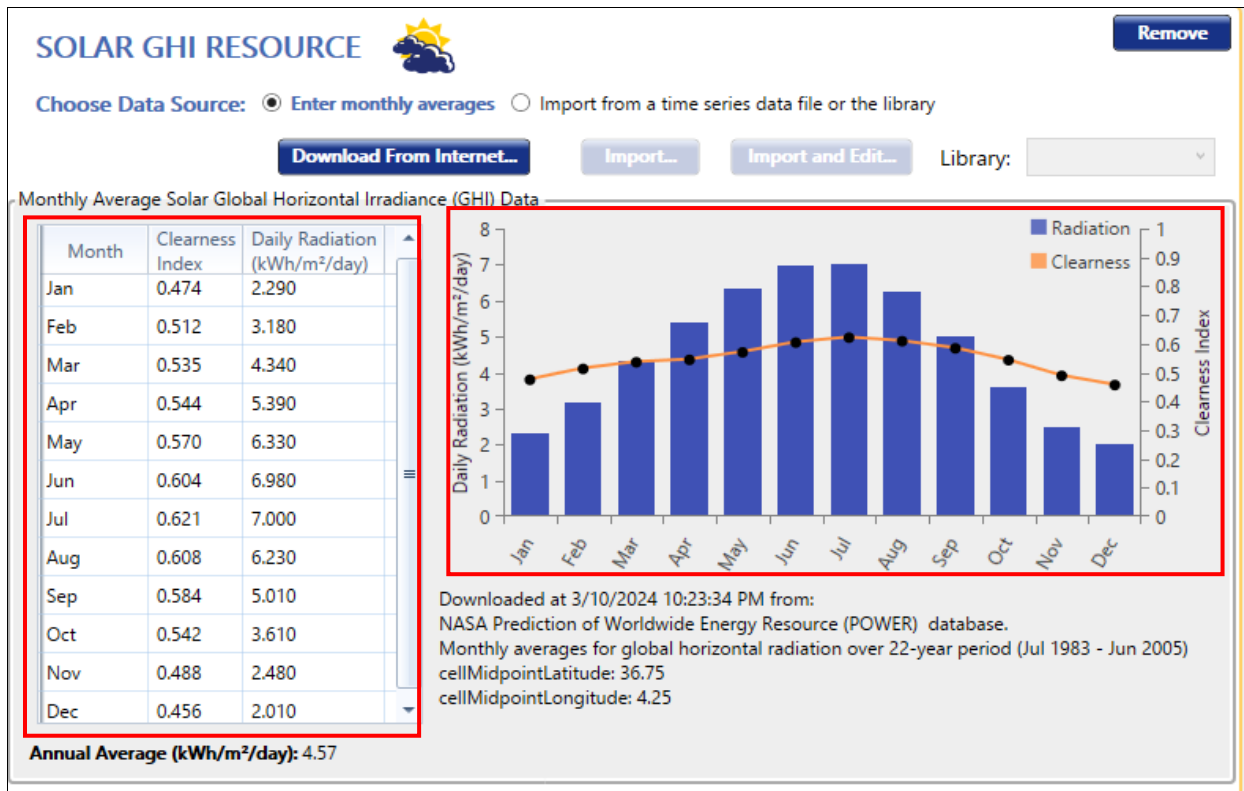 SOLAR GHI RESOURCE
Remove
Choose Data Source: Enter monthly averages Import from a time series data file or the library
Download From Internet... Import... Import and Edit... Library:
Monthly Average Solar Global Horizontal Irradiance (GHI) Data
Month Clearness Index Daily Radiation (kWh/m²/day)
Jan 0.474 2.290
Feb 0.512 3.180
Mar 0.535 4.340
Apr 0.544 5.390
May 0.570 6.330
Jun 0.604 6.980
Jul 0.621 7.000
Aug 0.608 6.230
Sep 0.584 5.010
Oct 0.542 3.610
Nov 0.488 2.480
Dec 0.456 2.010
Annual Average (kWh/m²/day): 4.57
Daily Radiation (kWh/m²/day)
8
7
6
5
4
3
2
1
0
Radiation
Clearness
1
0.9
0.8
0.7
0.6
0.5
0.4
0.3
0.2
0.1
0
Clearness Index
Jan Feb Mar Apr May Jun Jul Aug Sep Oct Nov Dec
Downloaded at 3/10/2024 10:23:34 PM from:
NASA Prediction of Worldwide Energy Resource (POWER) database.
Monthly averages for global horizontal radiation over 22-year period (Jul 1983 - Jun 2005)
cellMidpointLatitude: 36.75
cellMidpointLongitude: 4.25